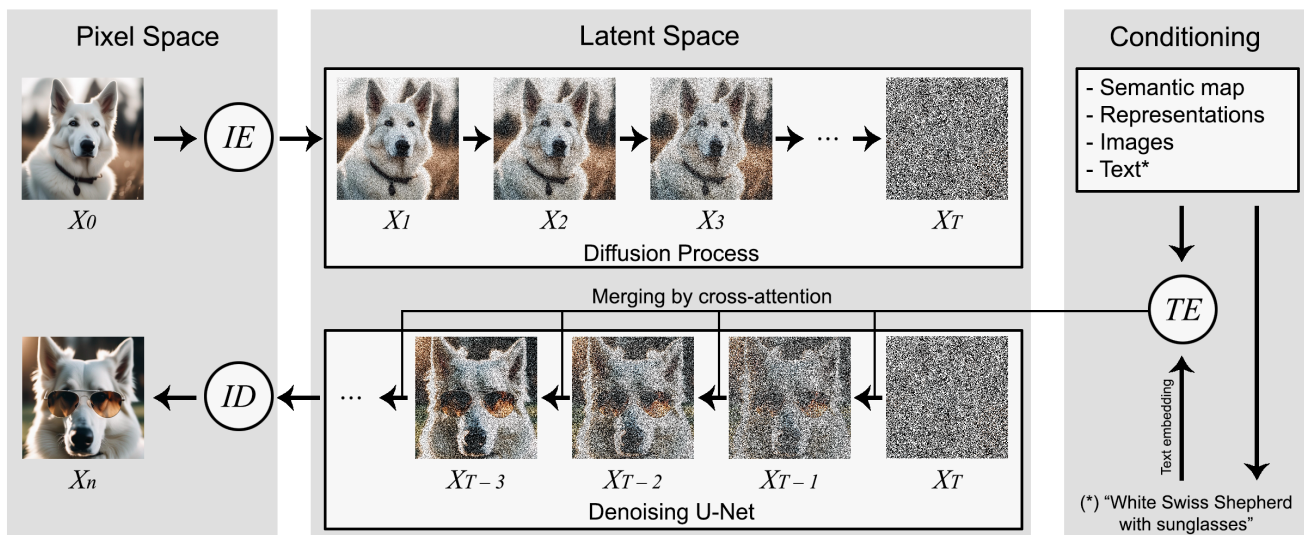 Pixel Space
Latent Space
Conditioning
- Semantic map
- Representations
- Images
- Text*
IE
...
X0
X1
X2
X3
XT
Diffusion Process
Merging by cross-attention
TE
ID
...
Text embedding
Xn
XT – 3
XT – 2
XT – 1
XT
Denoising U-Net
(*) “White Swiss Shepherd
with sunglasses”